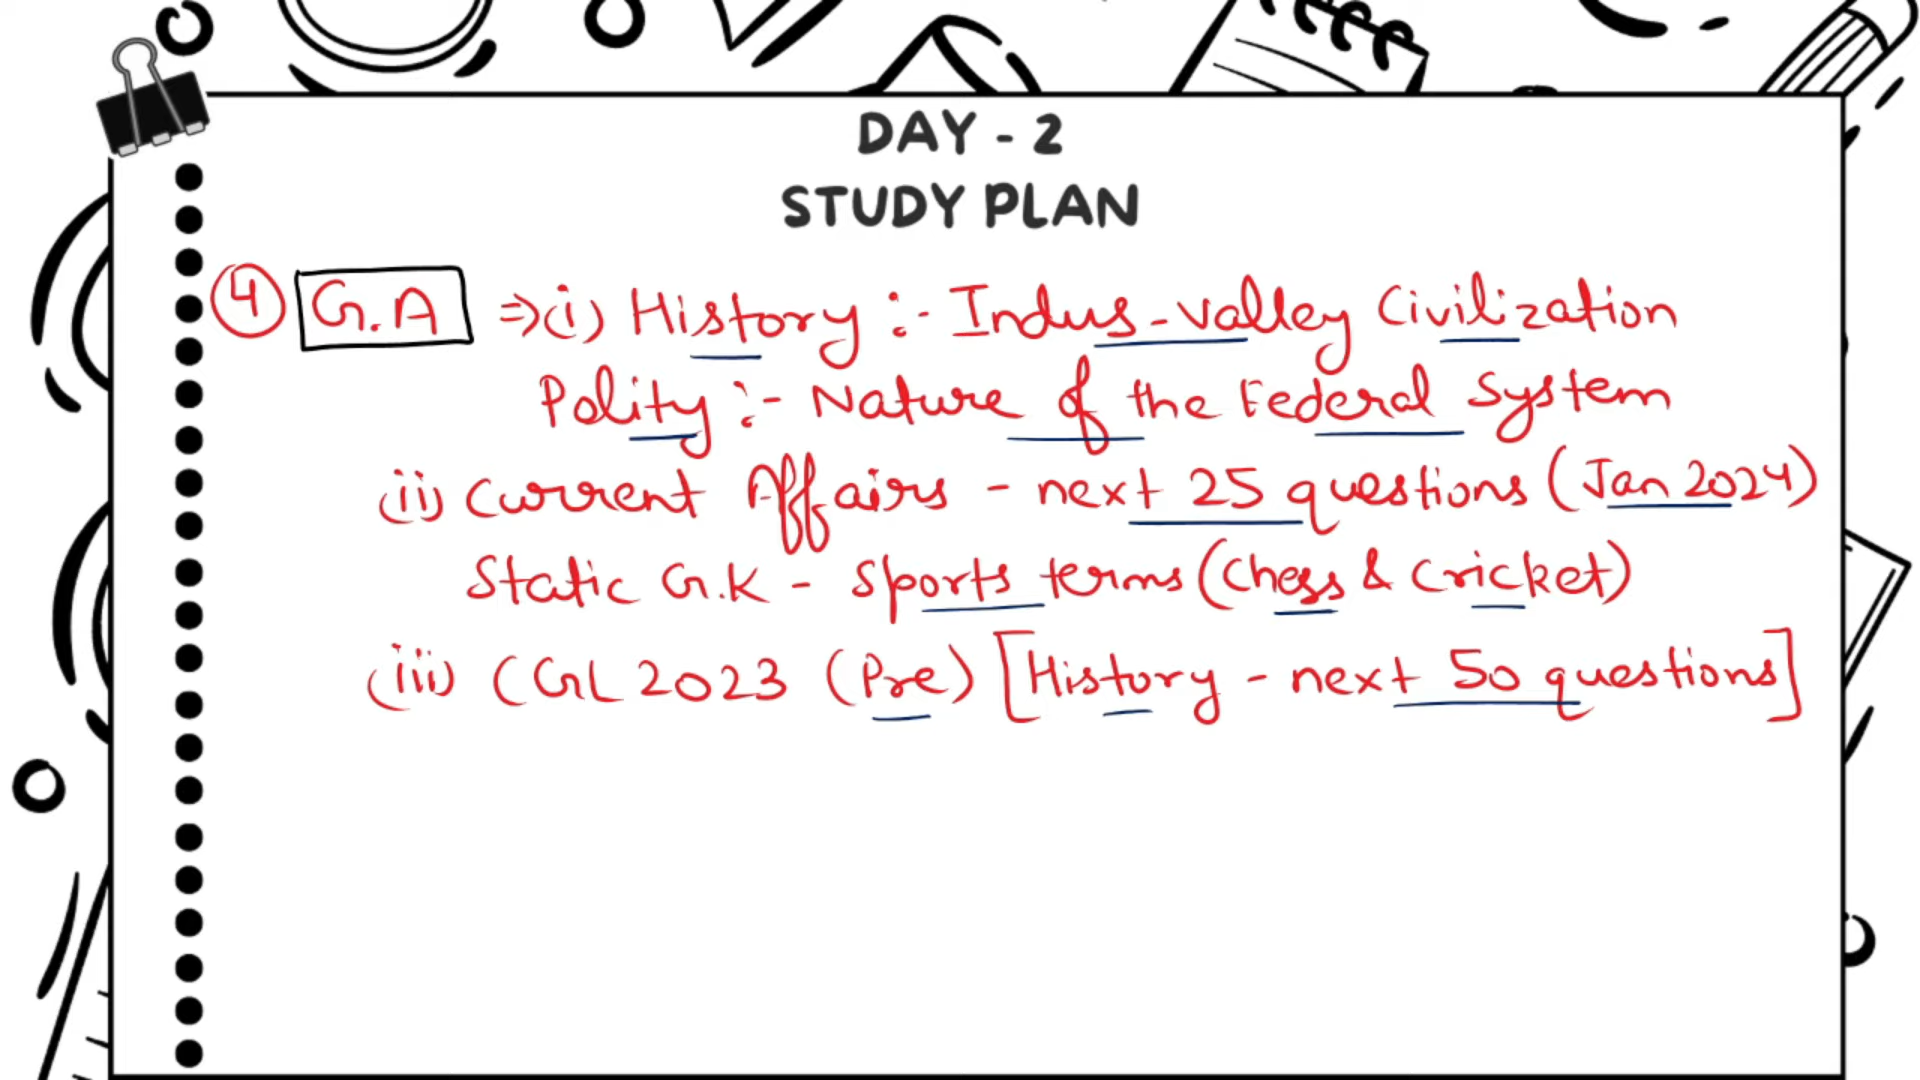 DAY - 2
STUDY PLAN
④ G.A ⇒(i) History :- Indus-valley Civilization
Polity :- Nature of the Federal System
(ii) Current Affairs - next 25 questions (Jan 2024)
Static G.K - Sports terms (Chess & Cricket)
(iii) CGL 2023 (Pre) [History - next 50 questions]